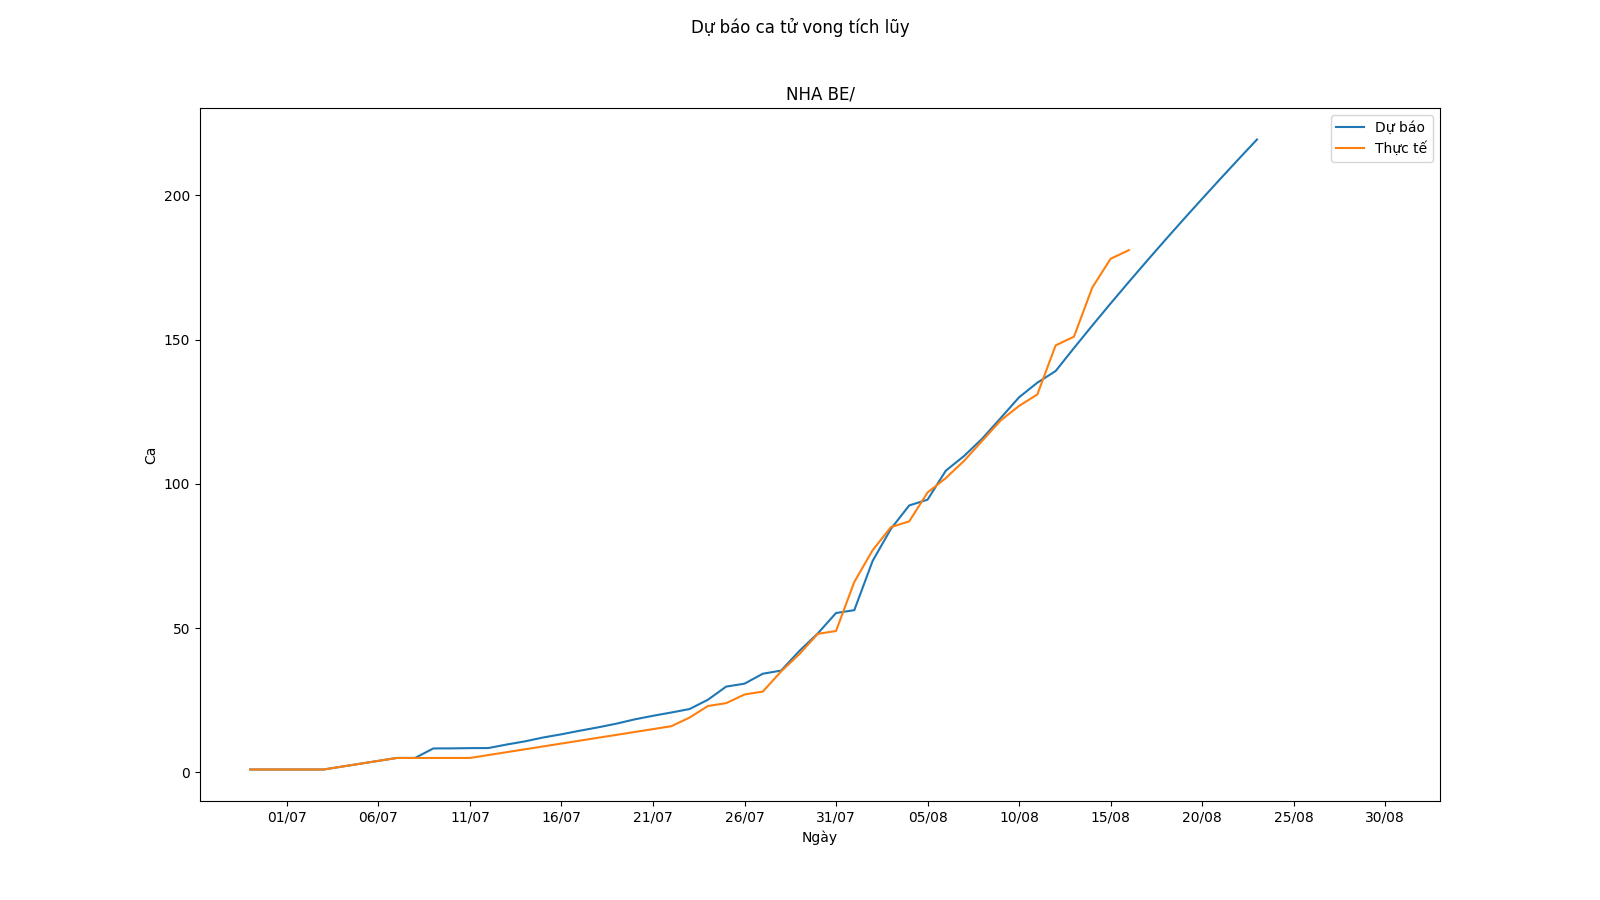 Dự báo ca tử vong tích lũy
NHA BE/
Dự báo
Thực tế
200
150
100
50
0
Ca
01/07 06/07 11/07 16/07 21/07 26/07 31/07 05/08 10/08 15/08 20/08 25/08 30/08
Ngày